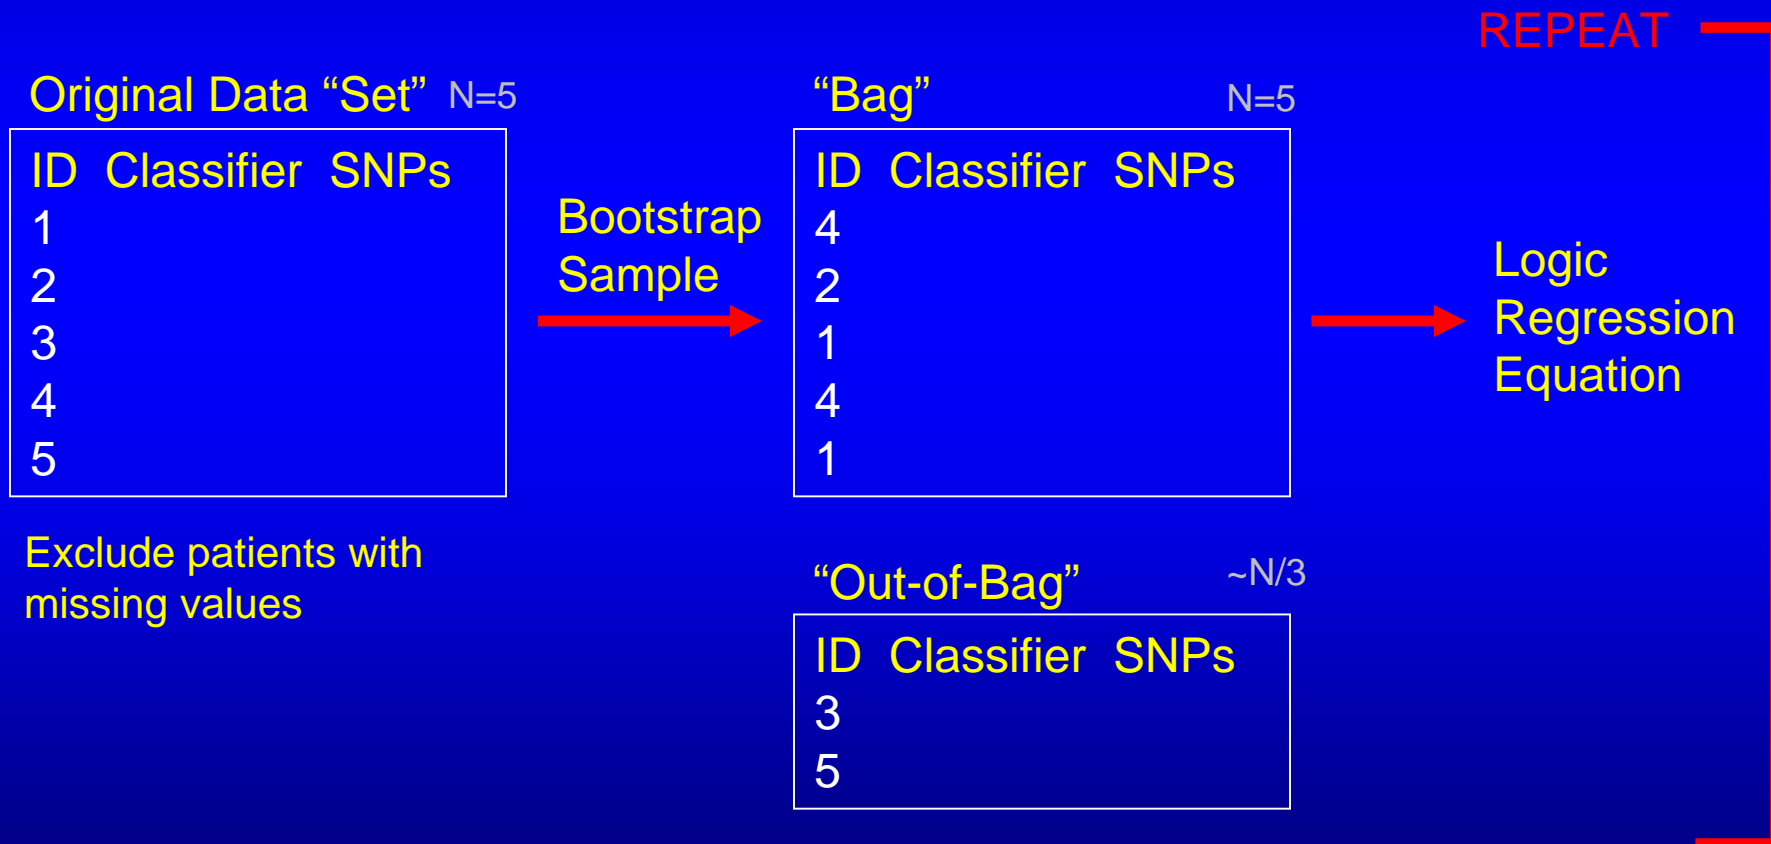 REPEAT
Original Data “Set” N=5
ID Classifier SNPs
1
2
3
4
5
Exclude patients with
missing values
Bootstrap
Sample
“Bag” N=5
ID Classifier SNPs
4
2
1
4
1
“Out-of-Bag” ~N/3
ID Classifier SNPs
3
5
Logic
Regression
Equation